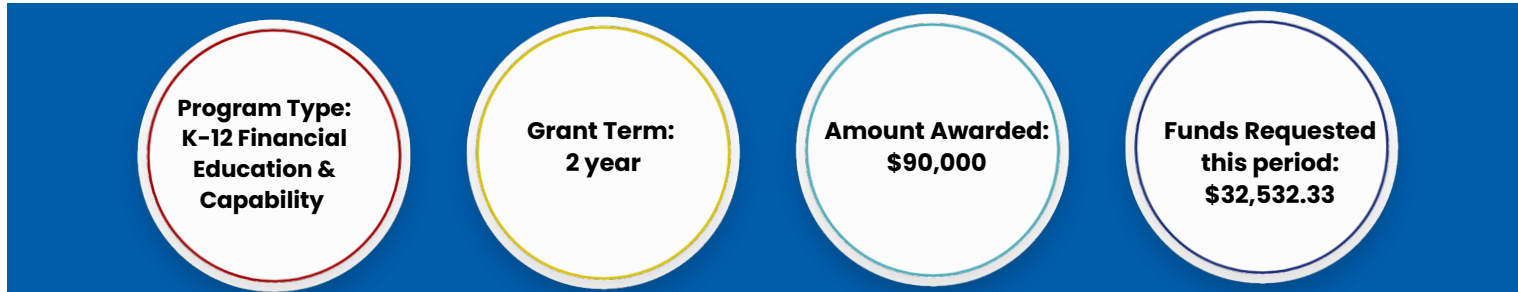 Program Type:
K-12 Financial
Education &
Capability
Grant Term:
2 year
Amount Awarded:
$90,000
Funds Requested
this period:
$32,532.33